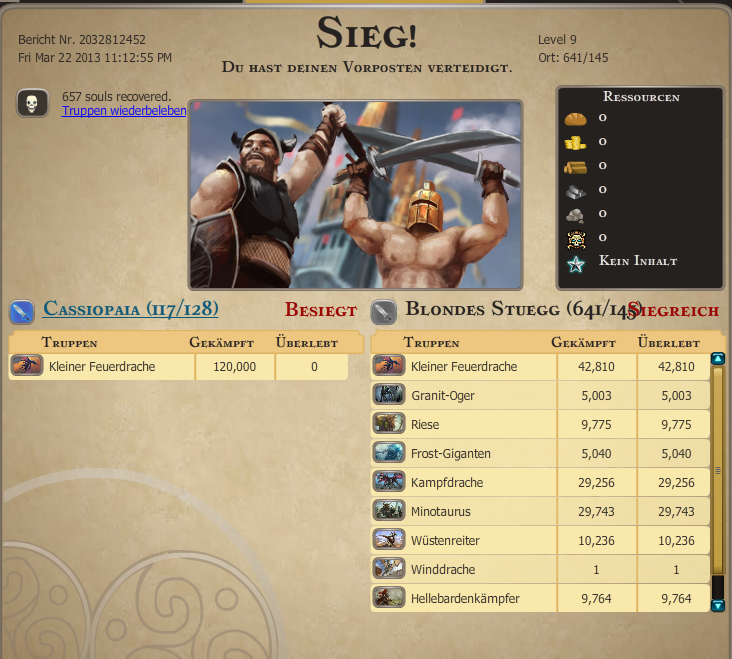 SIEG!
Bericht Nr. 2032812452
Fri Mar 22 2013 11:12:55 PM
Level 9
Ort: 641/145
DU HAST DEINEN VORPOSTEN VERTEIDIGT.
657 souls recovered.
Truppen wiederbeleben
RESSOURCEN
0
0
0
0
0
0
KEIN INHALT
CASSIOPAIA (117/128)
BESIEGT
TRUPPEN GEKÄMPFT ÜBERLEBT
Kleiner Feuerdrache 120,000 0
BLONDES STUEGG (641/145)
SIEGREICH
TRUPPEN GEKÄMPFT ÜBERLEBT
Kleiner Feuerdrache 42,810 42,810
Granit-Oger 5,003 5,003
Riese 9,775 9,775
Frost-Giganten 5,040 5,040
Kampfdrache 29,256 29,256
Minotaurus 29,743 29,743
Wüstenreiter 10,236 10,236
Winddrache 1 1
Hellebardenkämpfer 9,764 9,764